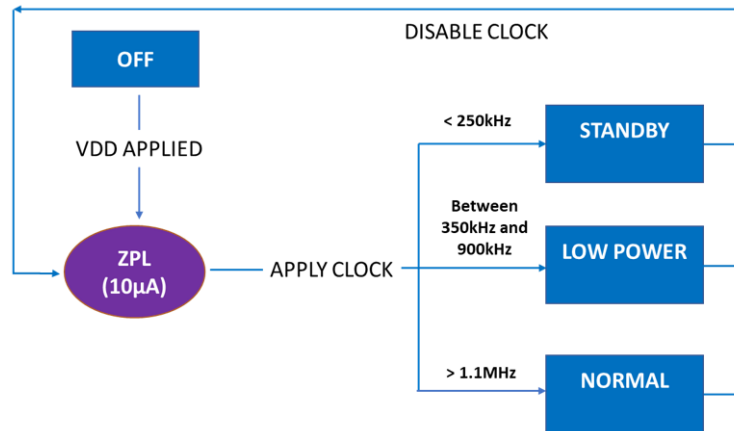 DISABLE CLOCK
OFF
VDD APPLIED
ZPL
(10µA)
APPLY CLOCK
< 250kHz
STANDBY
Between
350kHz and
900kHz
LOW POWER
> 1.1MHz
NORMAL